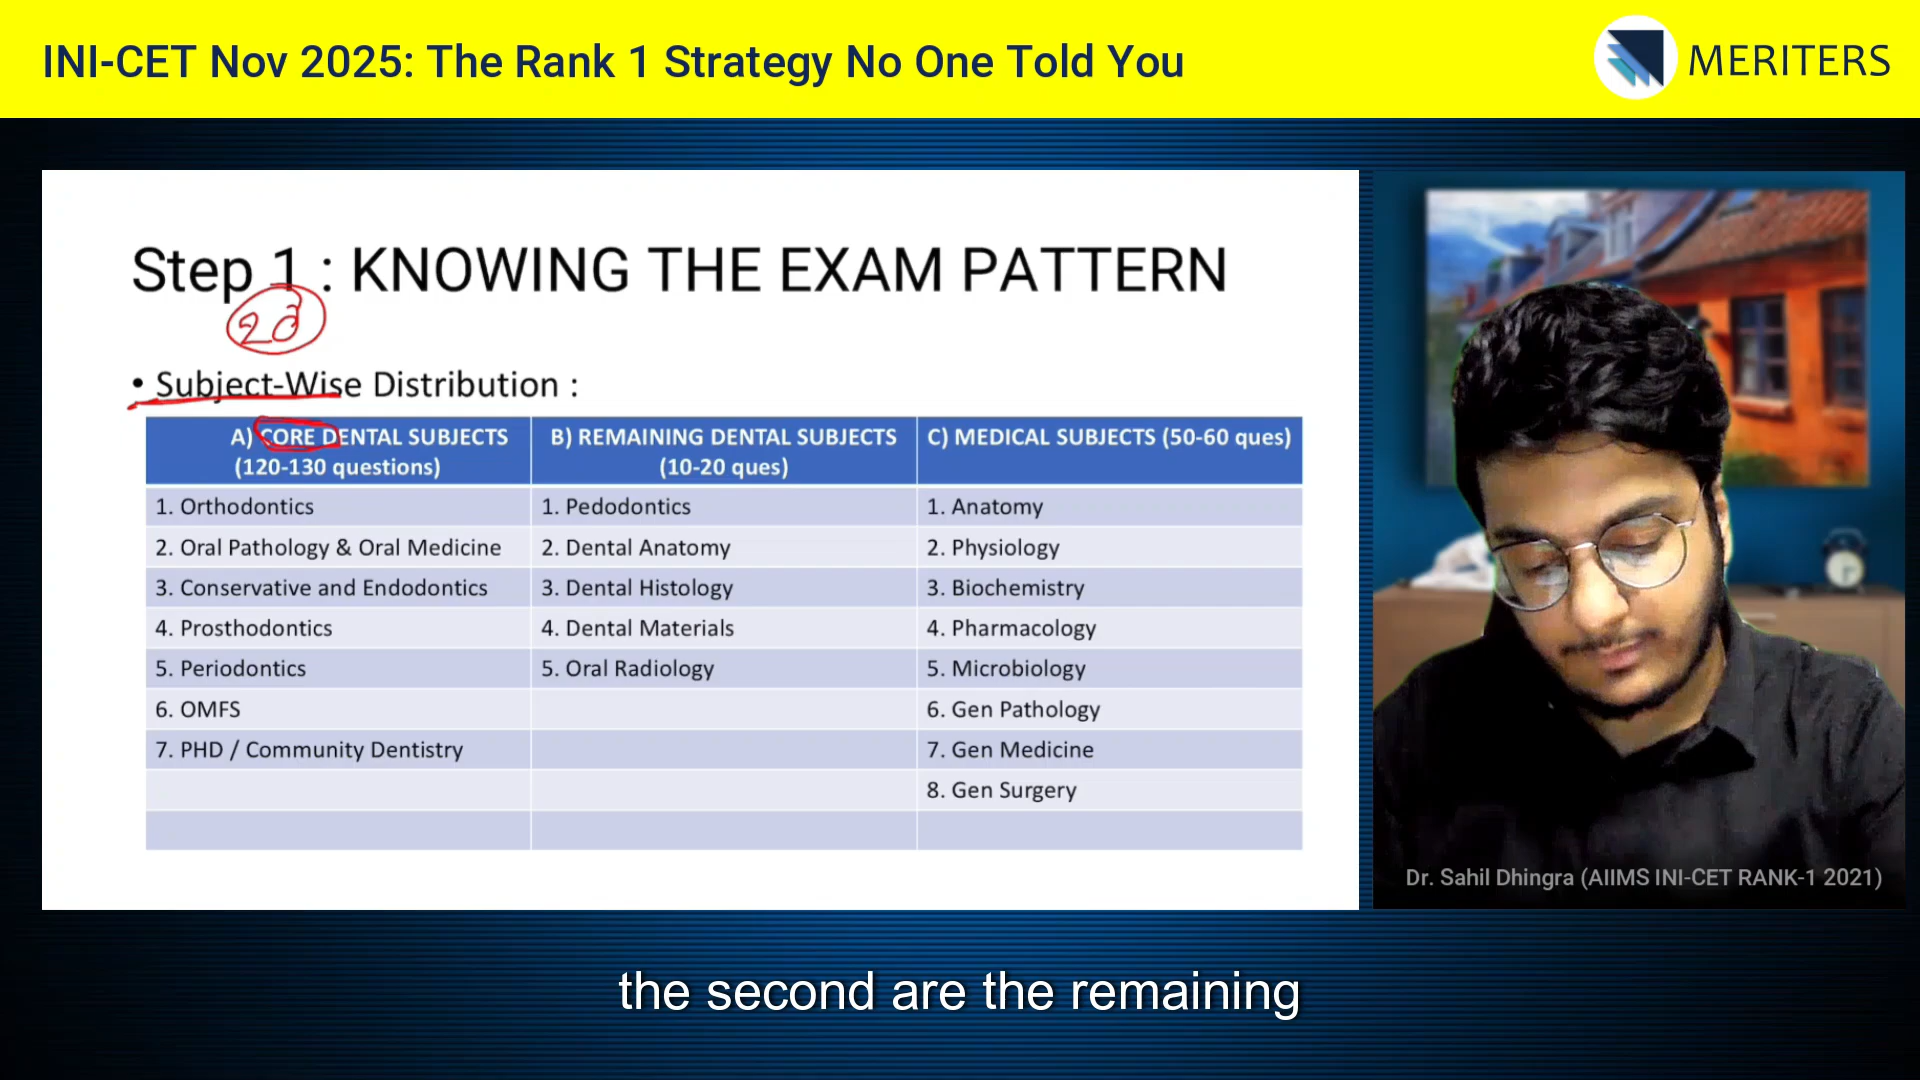 INI-CET Nov 2025: The Rank 1 Strategy No One Told You
MERITERS
Step 1 : KNOWING THE EXAM PATTERN
20
• Subject-Wise Distribution :
A) CORE DENTAL SUBJECTS
(120-130 questions)
B) REMAINING DENTAL SUBJECTS
(10-20 ques)
C) MEDICAL SUBJECTS (50-60 ques)
1. Orthodontics
1. Pedodontics
1. Anatomy
2. Oral Pathology & Oral Medicine
2. Dental Anatomy
2. Physiology
3. Conservative and Endodontics
3. Dental Histology
3. Biochemistry
4. Prosthodontics
4. Dental Materials
4. Pharmacology
5. Periodontics
5. Oral Radiology
5. Microbiology
6. OMFS
6. Gen Pathology
7. PHD / Community Dentistry
7. Gen Medicine
8. Gen Surgery
Dr. Sahil Dhingra (AIIMS INI-CET RANK-1 2021)
the second are the remaining